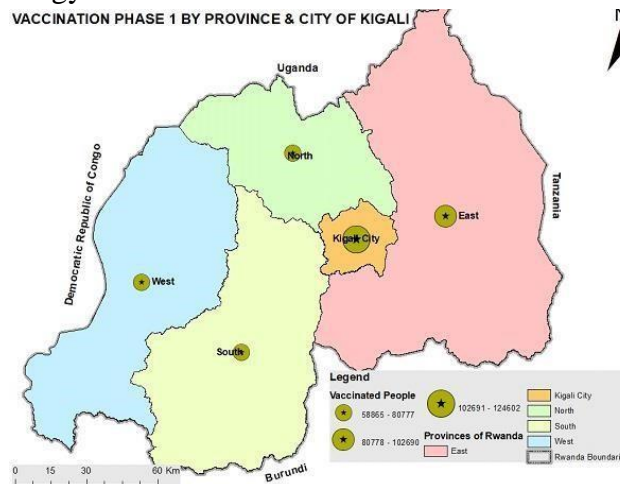 VACCINATION PHASE 1 BY PROVINCE & CITY OF KIGALI
N
Uganda
North
Democratic Republic of Congo
Tanzania
East
Kigali City
West
South
Legend
Vaccinated People
58865 - 80777
80778 - 102690
102691 - 124602
Provinces of Rwanda
East
Kigali City
North
South
West
Rwanda Boundari
0 15 30 60 Km
Burundi